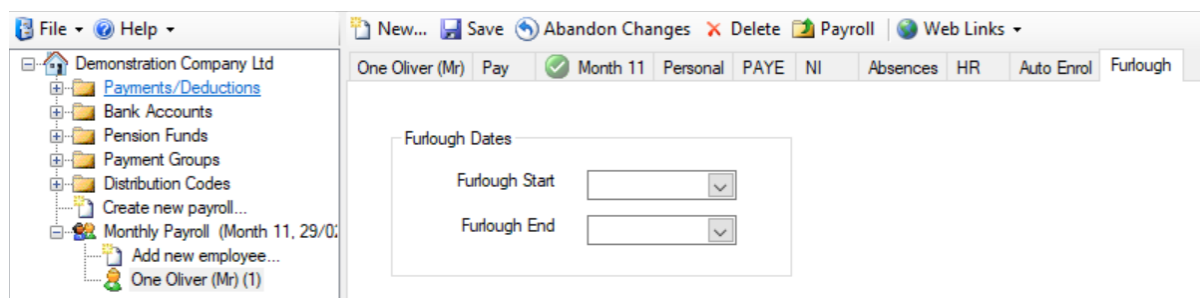 File Help
New... Save Abandon Changes Delete Payroll Web Links
Demonstration Company Ltd
Payments/Deductions
Bank Accounts
Pension Funds
Payment Groups
Distribution Codes
Create new payroll...
Monthly Payroll (Month 11, 29/02
Add new employee...
One Oliver (Mr) (1)
One Oliver (Mr) Pay Month 11 Personal PAYE NI Absences HR Auto Enrol Furlough
Furlough Dates
Furlough Start
Furlough End